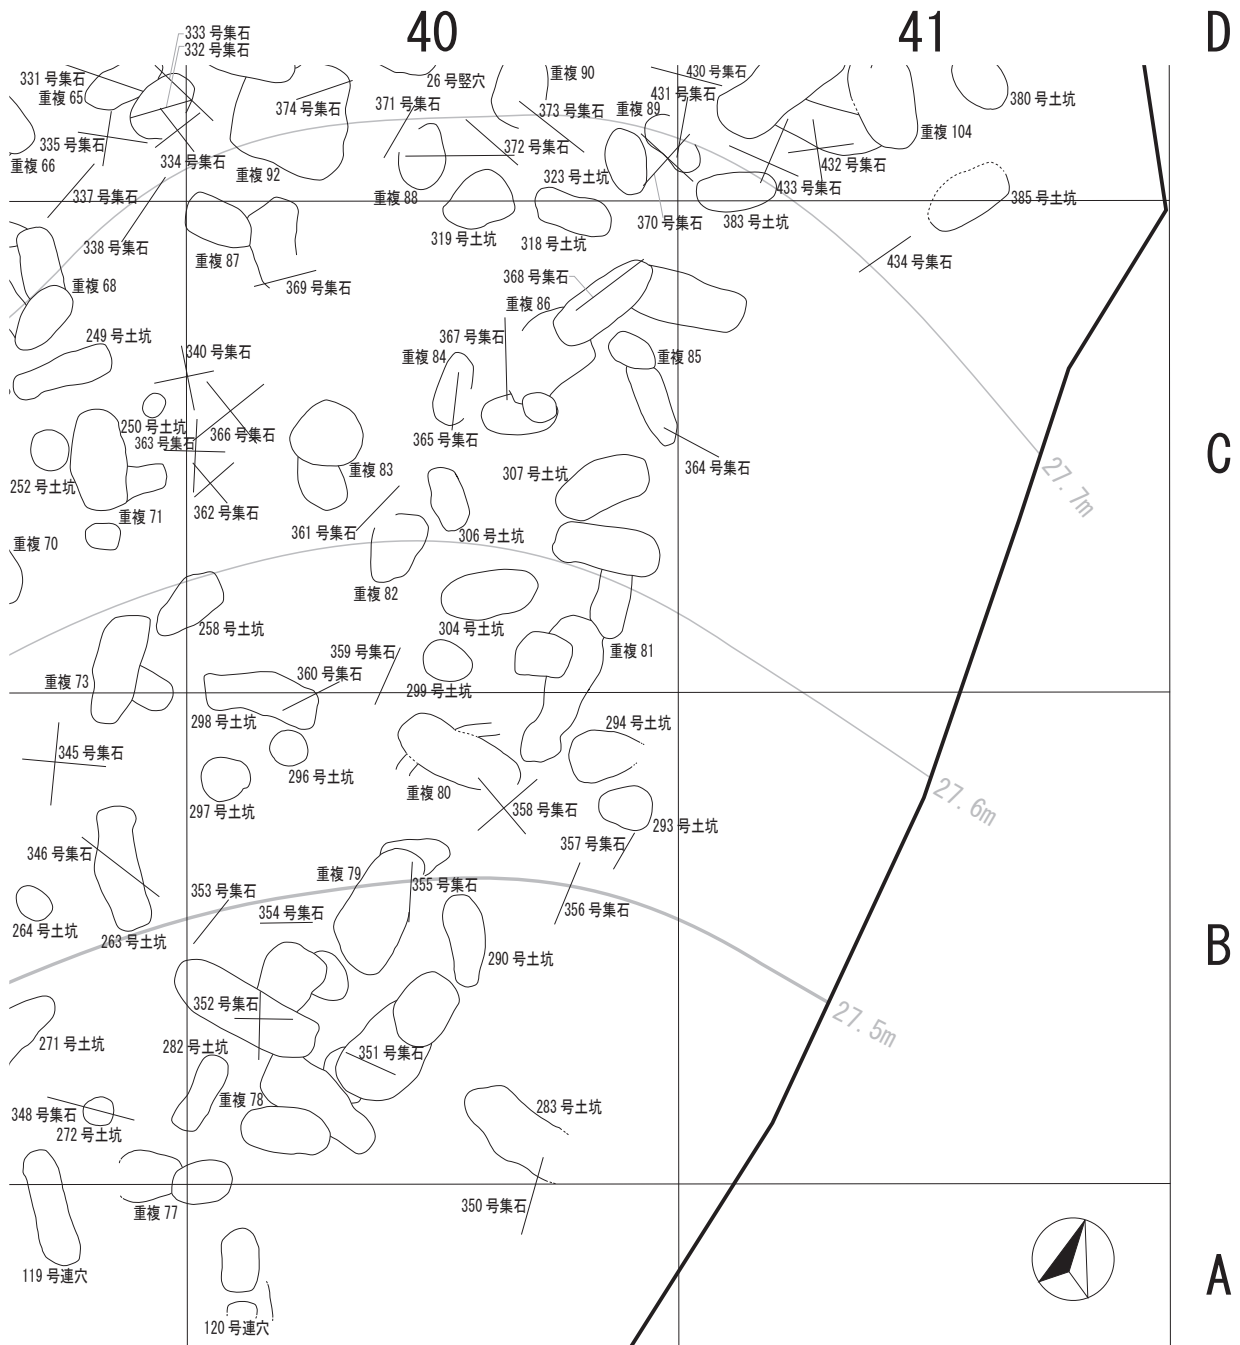 40
41
D
333 号集石
332 号集石
331 号集石
重複 65
26 号竪穴
重複 90
430 号集石
374 号集石
371 号集石
373 号集石
重複 89
431 号集石
380 号土坑
335 号集石
重複 66
334 号集石
重複 92
372 号集石
323 号土坑
重複 104
432 号集石
433 号集石
337 号集石
重複 88
385 号土坑
338 号集石
重複 87
319 号土坑
318 号土坑
370 号集石
383 号土坑
434 号集石
重複 68
369 号集石
368 号集石
重複 86
249 号土坑
340 号集石
367 号集石
重複 84
重複 85
250 号土坑
363 号集石
366 号集石
365 号集石
364 号集石
C
252 号土坑
重複 83
307 号土坑
27.7m
重複 71
362 号集石
361 号集石
306 号土坑
重複 70
重複 82
258 号土坑
304 号土坑
359 号集石
重複 81
360 号集石
重複 73
299 号土坑
298 号土坑
294 号土坑
345 号集石
296 号土坑
297 号土坑
重複 80
358 号集石
27.6m
293 号土坑
357 号集石
346 号集石
重複 79
353 号集石
355 号集石
354 号集石
356 号集石
264 号土坑
263 号土坑
290 号土坑
B
352 号集石
27.5m
271 号土坑
282 号土坑
351 号集石
重複 78
283 号土坑
348 号集石
272 号土坑
重複 77
350 号集石
119 号連穴
A
120 号連穴